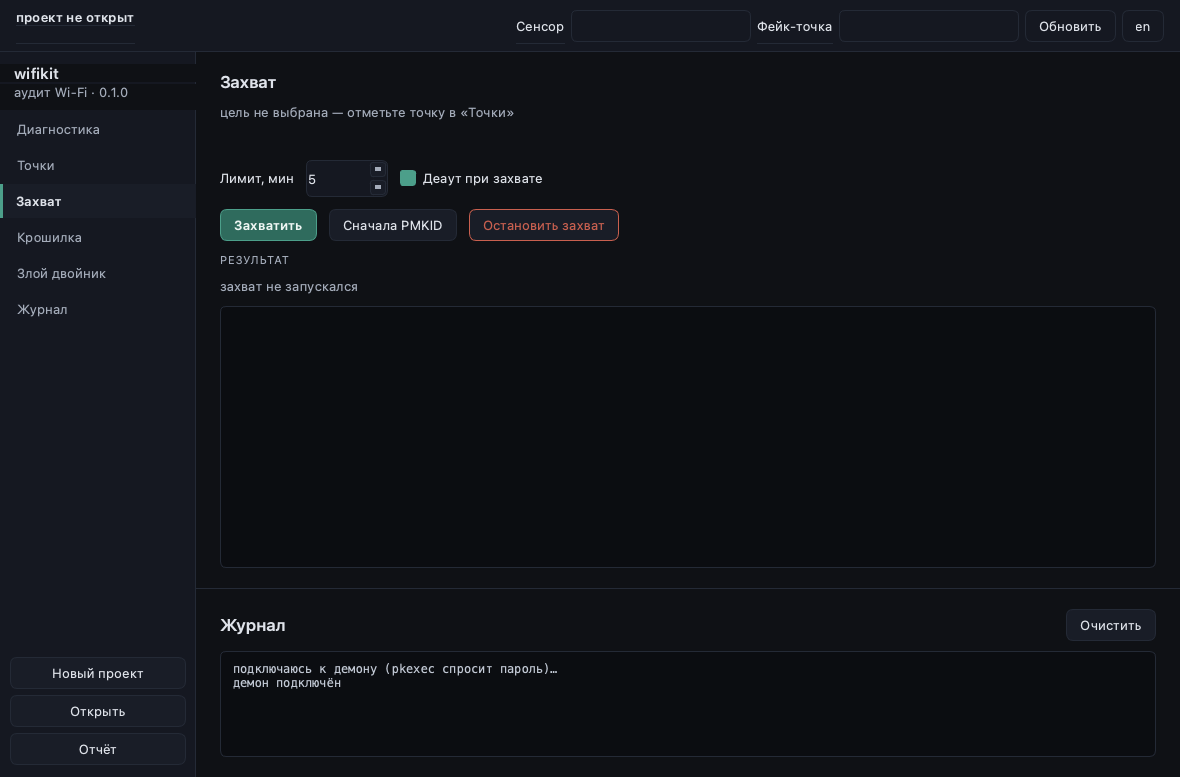 проект не открыт
Сенсор
Фейк-точка
Обновить
en
wifikit
аудит Wi-Fi · 0.1.0
Диагностика
Точки
Захват
Крошилка
Злой двойник
Журнал
Новый проект
Открыть
Отчёт
Захват
цель не выбрана — отметьте точку в «Точки»
Лимит, мин
5
Деаут при захвате
Захватить
Сначала PMKID
Остановить захват
РЕЗУЛЬТАТ
захват не запускался
Журнал
Очистить
подключаюсь к демону (pkexec спросит пароль)…
демон подключён